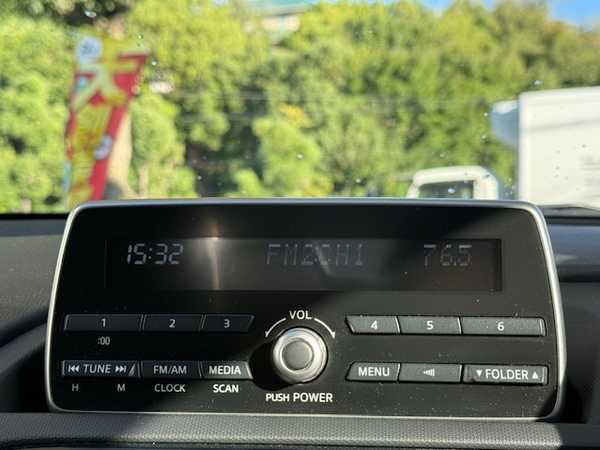 15:32 FM2CH1 76.5
1 2 3 VOL 4 5 6
:00
TUNE FM/AM MEDIA MENU FOLDER
H M CLOCK SCAN PUSH POWER